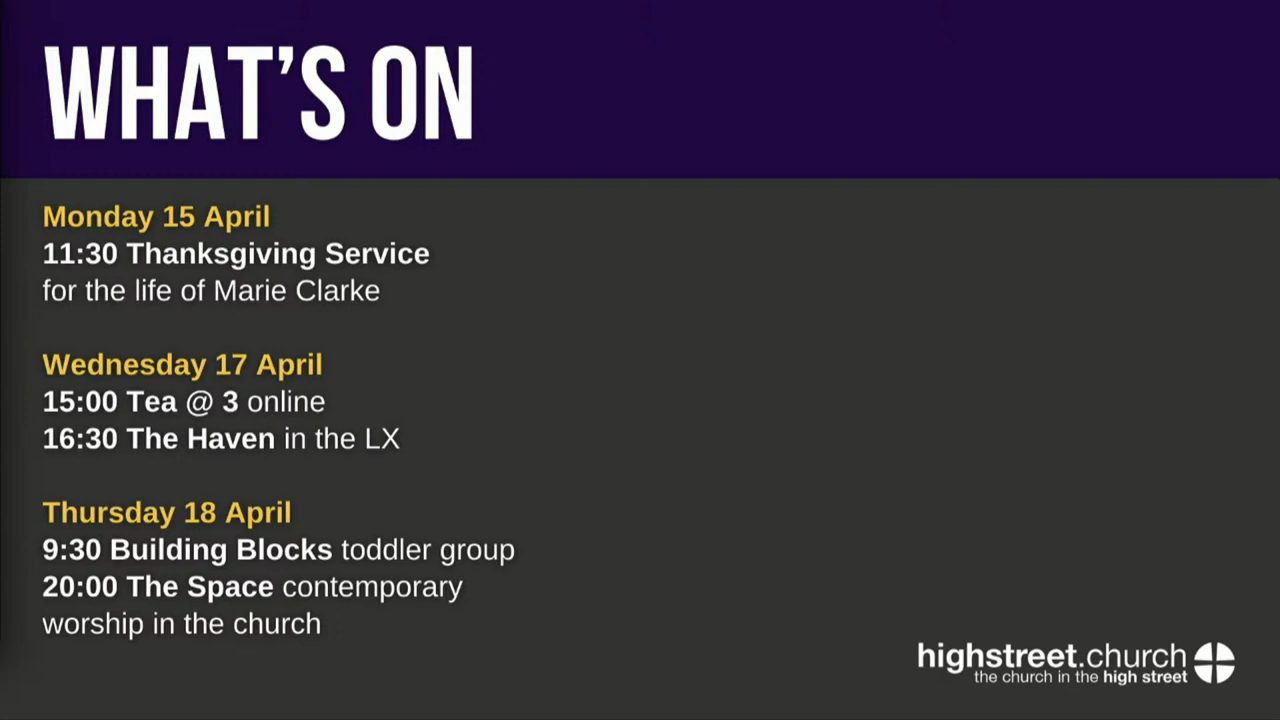 WHAT'S ON
Monday 15 April
11:30 Thanksgiving Service
for the life of Marie Clarke
Wednesday 17 April
15:00 Tea @ 3 online
16:30 The Haven in the LX
Thursday 18 April
9:30 Building Blocks toddler group
20:00 The Space contemporary
worship in the church
highstreet.church
the church in the high street